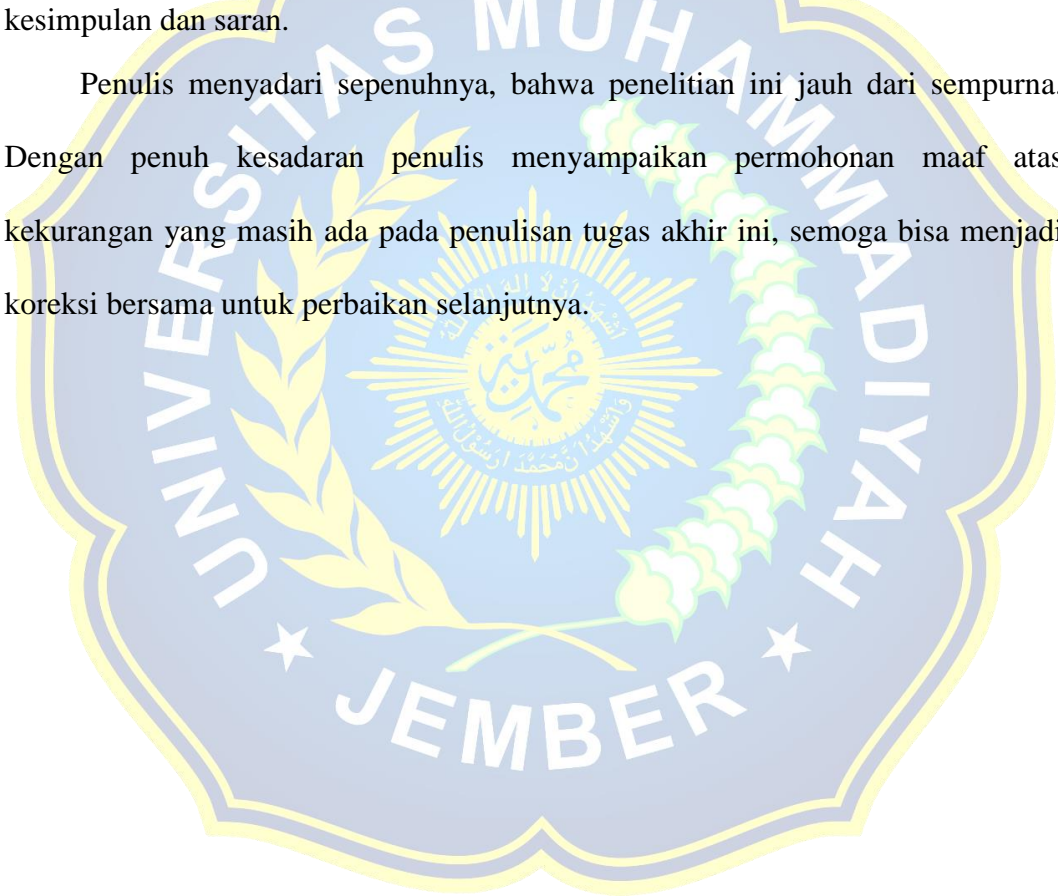 kesimpulan dan saran.
Penulis menyadari sepenuhnya, bahwa penelitian ini jauh dari sempurna.
Dengan penuh kesadaran penulis menyampaikan permohonan maaf atas
kekurangan yang masih ada pada penulisan tugas akhir ini, semoga bisa menjadi
koreksi bersama untuk perbaikan selanjutnya.
UNIVERSITAS MUHAMMADIYAH
JEMBER
محمدية